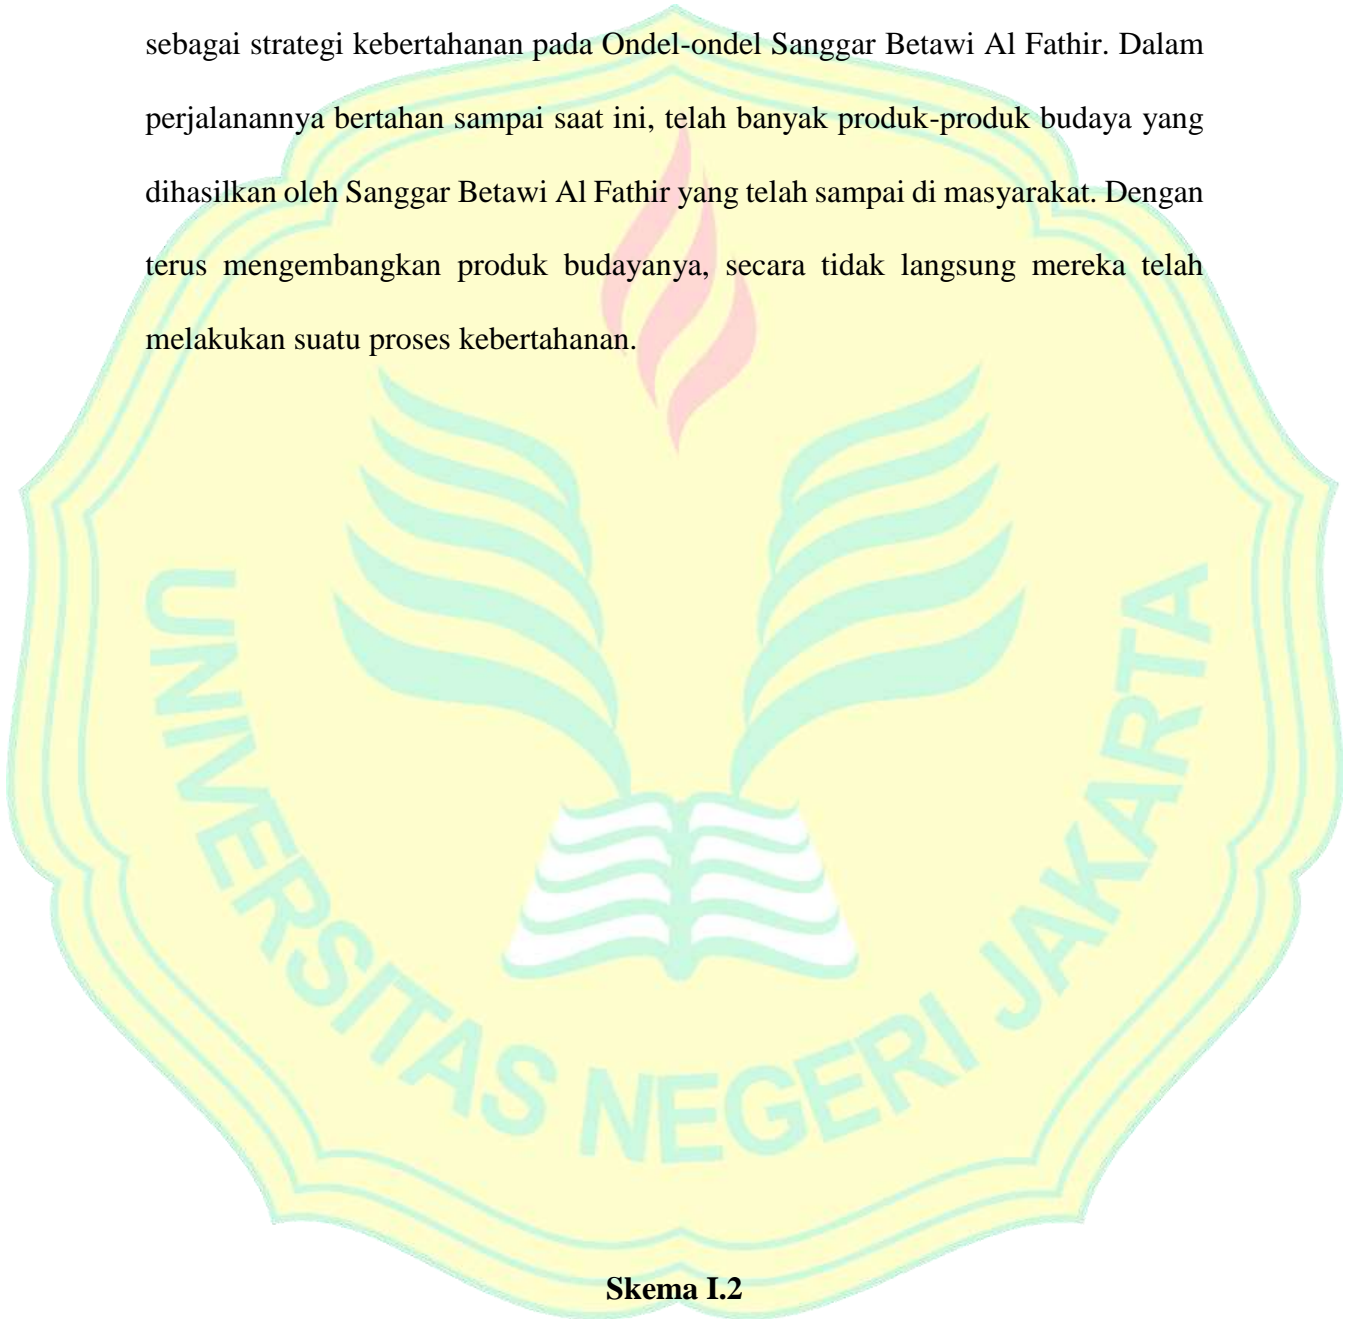 sebagai strategi kebertahanan pada Ondel-ondel Sanggar Betawi Al Fathir. Dalam
perjalanannya bertahan sampai saat ini, telah banyak produk-produk budaya yang
dihasilkan oleh Sanggar Betawi Al Fathir yang telah sampai di masyarakat. Dengan
terus mengembangkan produk budayanya, secara tidak langsung mereka telah
melakukan suatu proses kebertahanan.
UNIVERSITAS NEGERI JAKARTA
Skema I.2